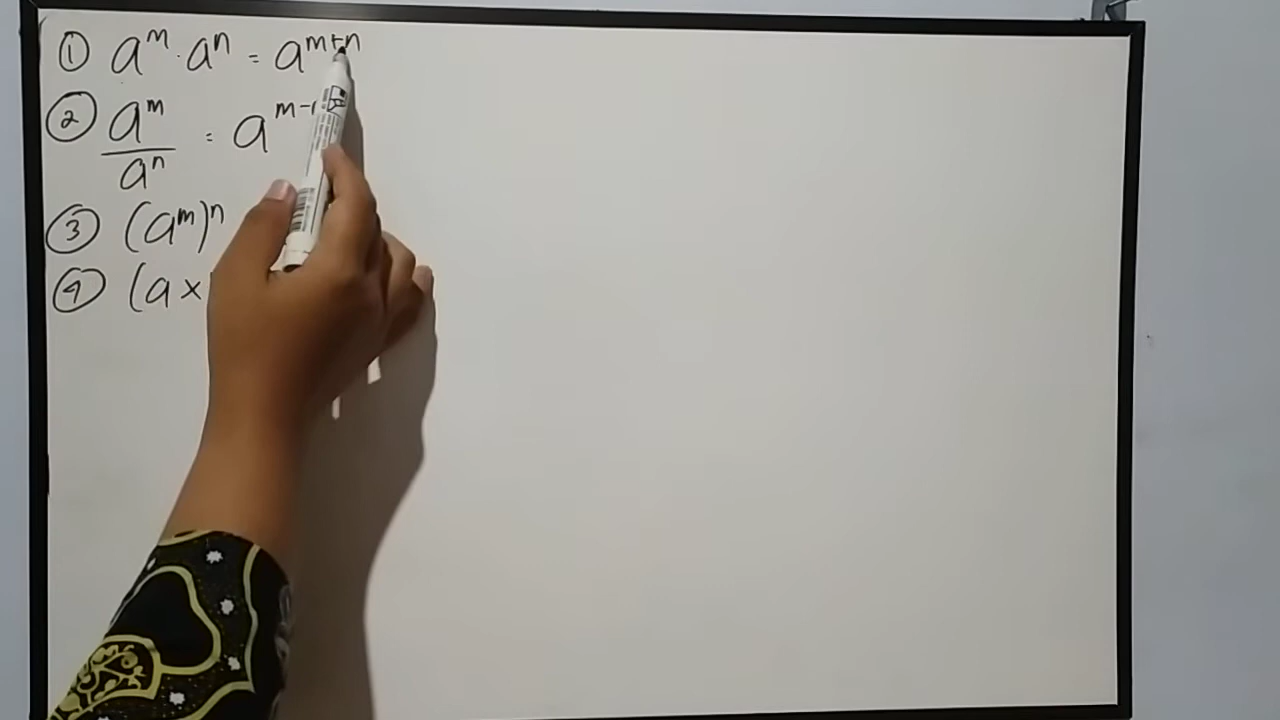 ① aᵐ · aⁿ = aᵐ⁺ⁿ
② aᵐ/aⁿ = aᵐ⁻
③ (aᵐ)ⁿ
④ (a ×